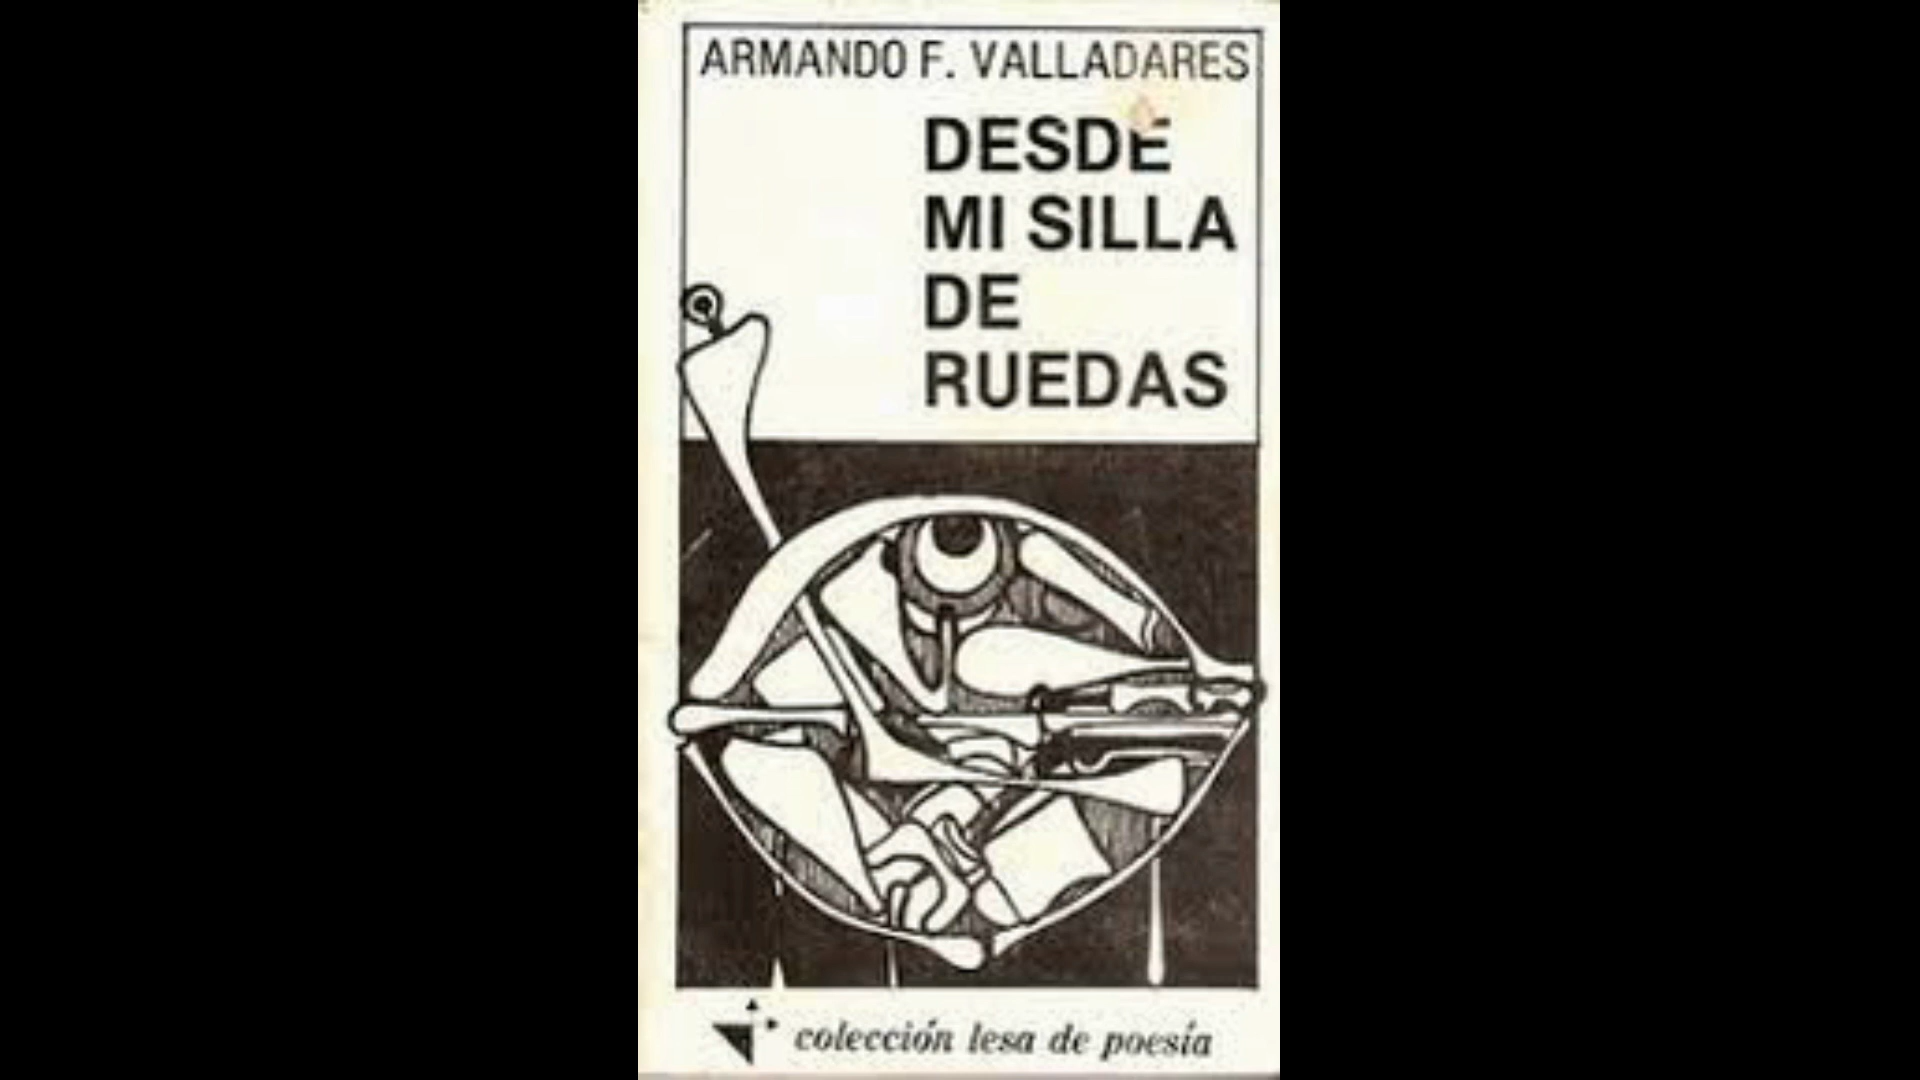 ARMANDO F. VALLADARES
DESDE
MI SILLA
DE
RUEDAS
colección lesa de poesía